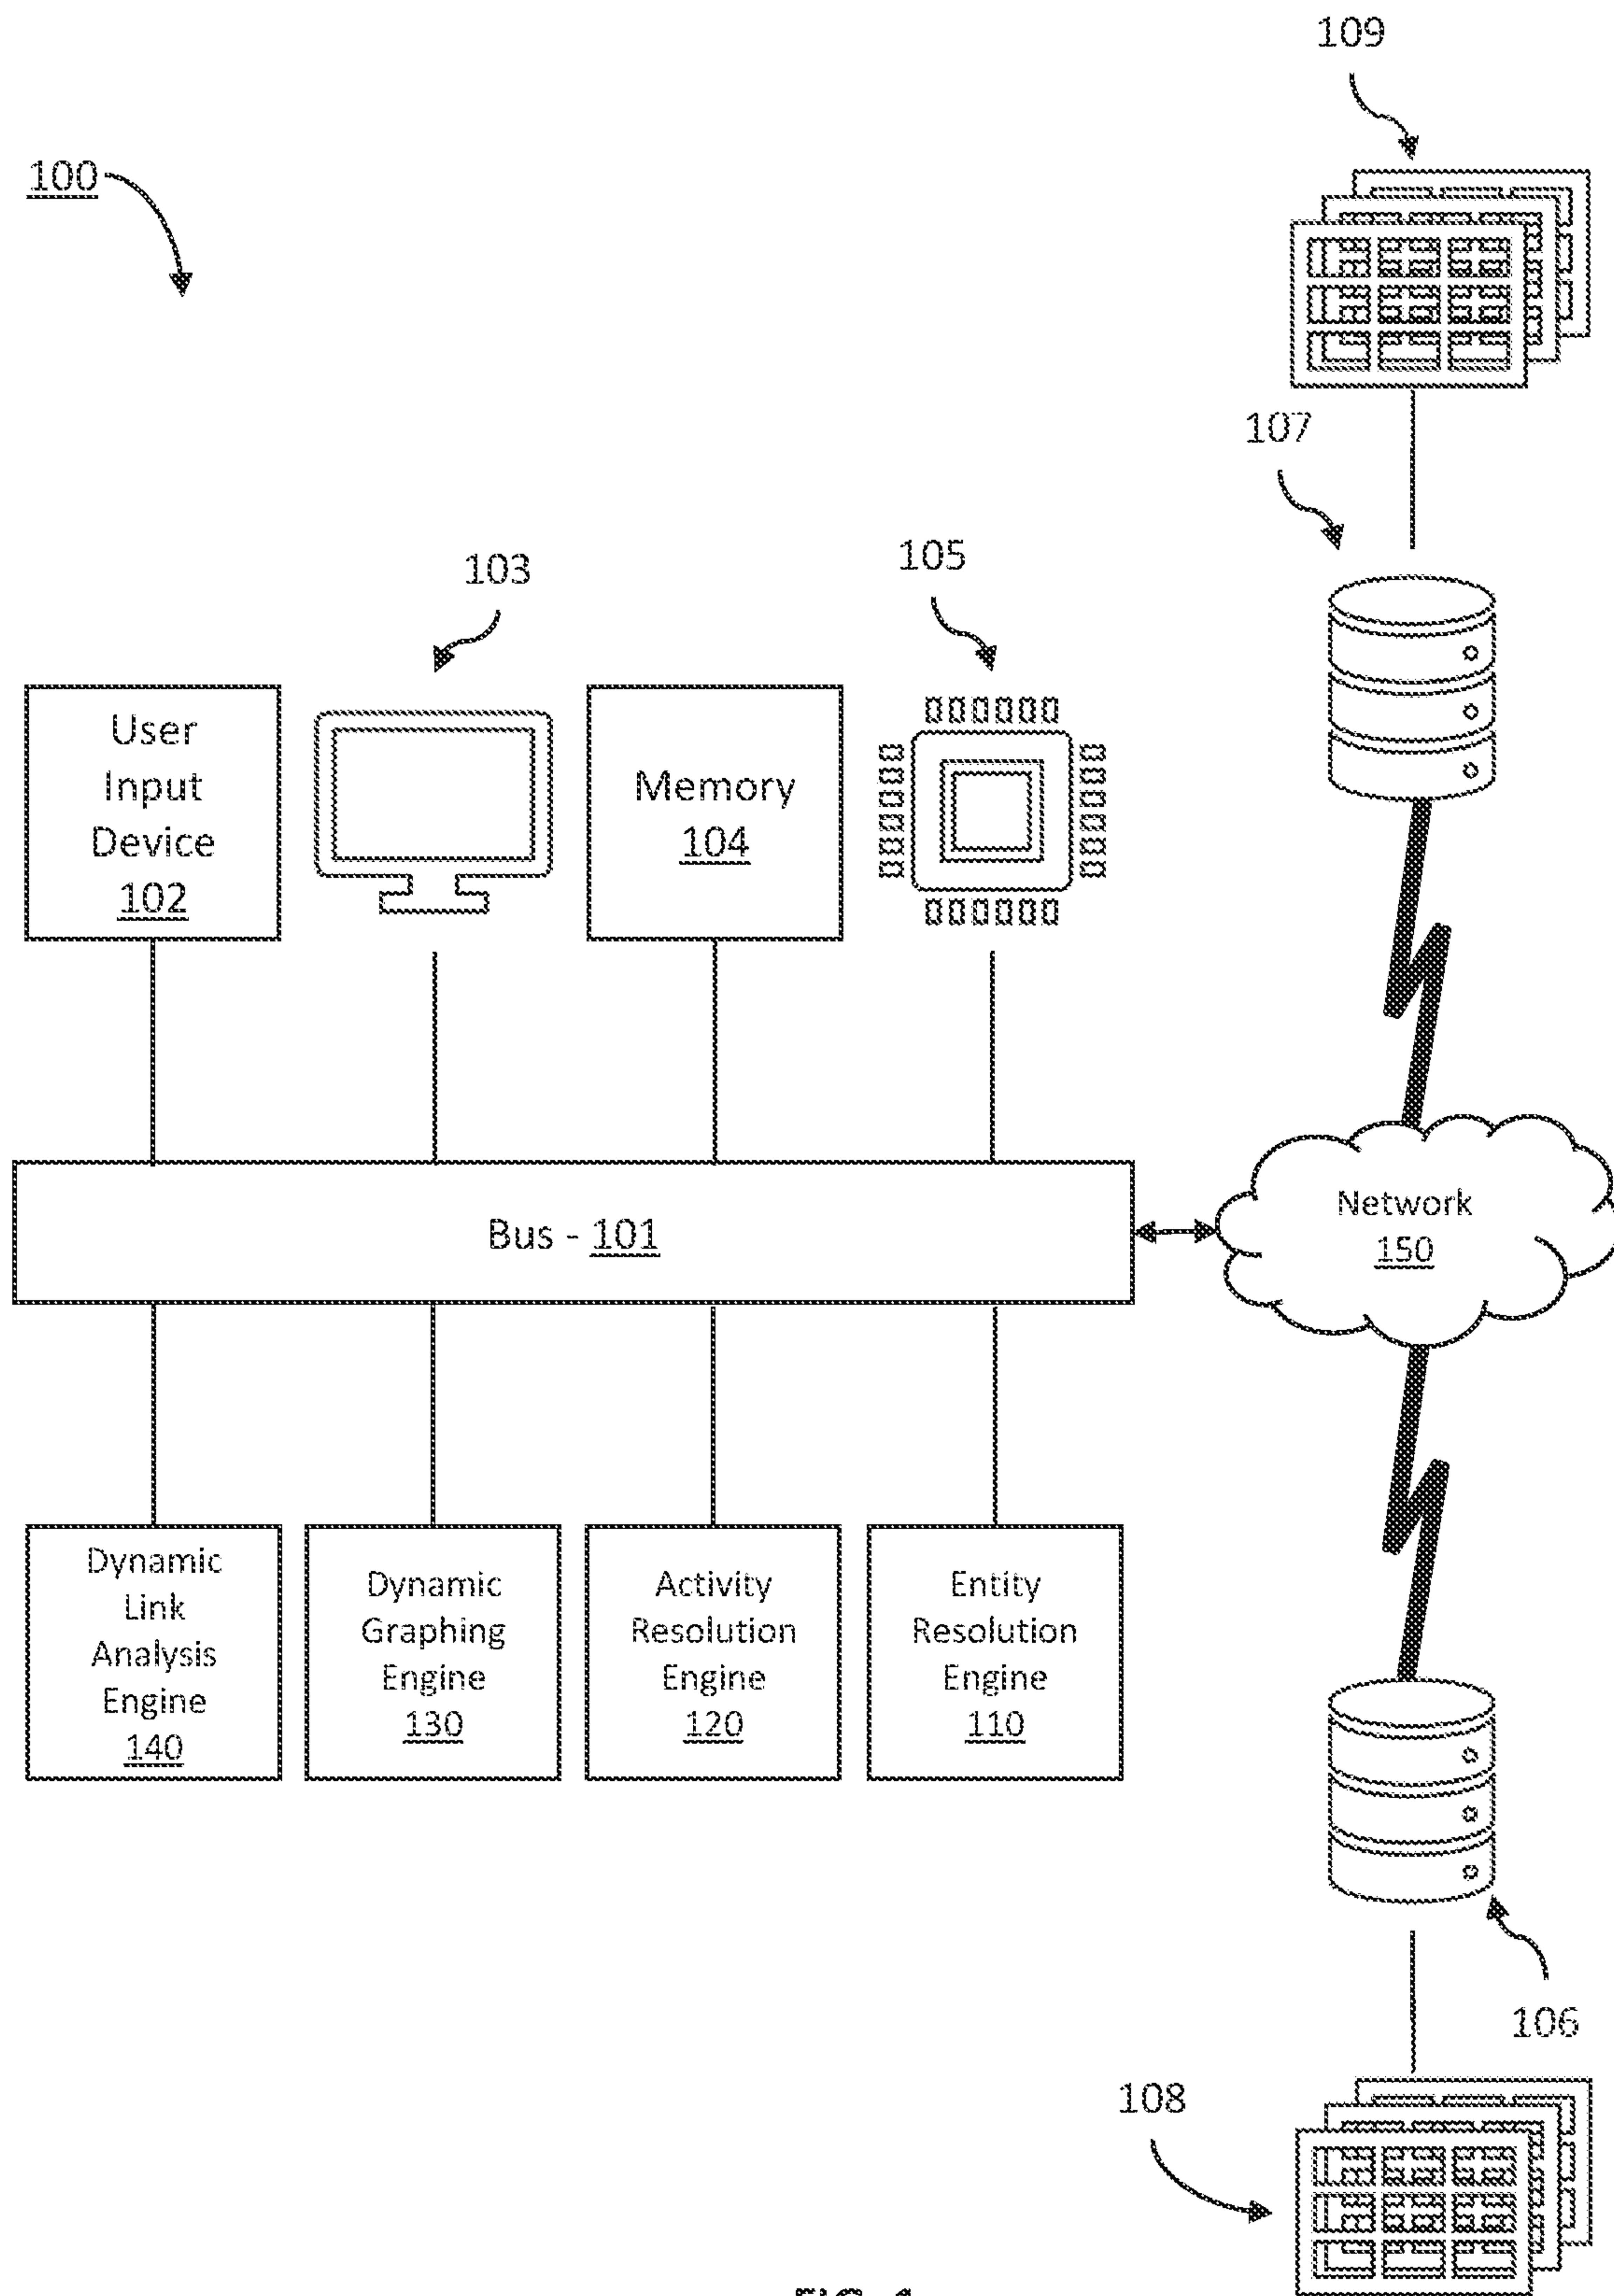 109
100
107
103
105
User
Input
Device
102
Memory
104
Network
150
Bus - 101
Dynamic
Link
Analysis
Engine
140
Dynamic
Graphing
Engine
130
Activity
Resolution
Engine
120
Entity
Resolution
Engine
110
106
108